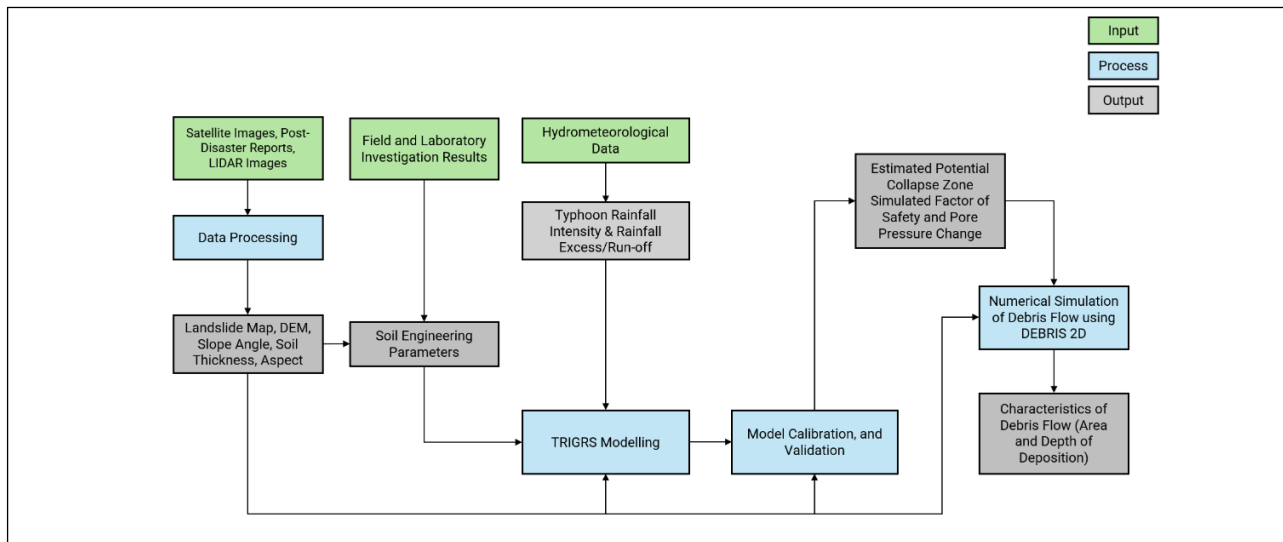 Input
Process
Output
Satellite Images, Post-
Disaster Reports,
LIDAR Images
Field and Laboratory
Investigation Results
Hydrometeorological
Data
Data Processing
Typhoon Rainfall
Intensity & Rainfall
Excess/Run-off
Estimated Potential
Collapse Zone
Simulated Factor of
Safety and Pore
Pressure Change
Landslide Map, DEM,
Slope Angle, Soil
Thickness, Aspect
Soil Engineering
Parameters
Numerical Simulation
of Debris Flow using
DEBRIS 2D
TRIGRS Modelling
Model Calibration, and
Validation
Characteristics of
Debris Flow (Area
and Depth of
Deposition)